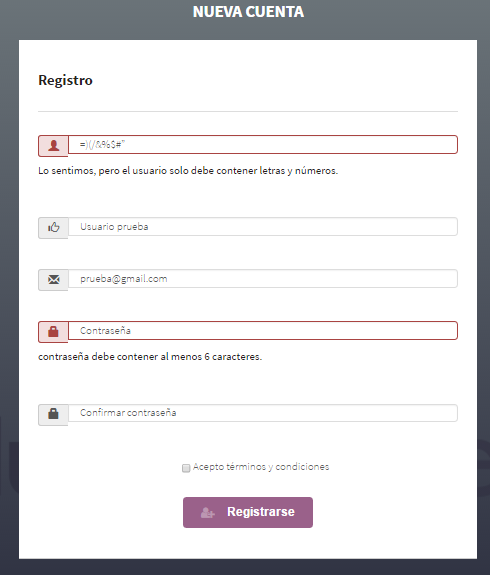 NUEVA CUENTA
Registro
=)(/&%$#"
Lo sentimos, pero el usuario solo debe contener letras y números.
Usuario prueba
prueba@gmail.com
Contraseña
contraseña debe contener al menos 6 caracteres.
Confirmar contraseña
Acepto términos y condiciones
Registrarse